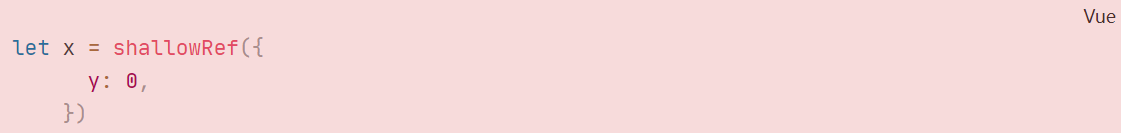 Vue
let x = shallowRef({
      y: 0,
    })